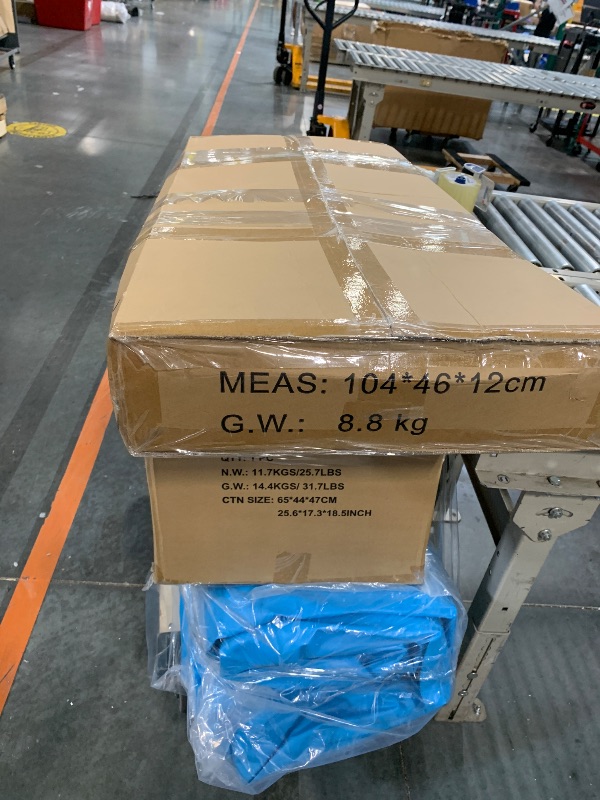 MEAS: 104*46*12cm
G.W.: 8.8 kg
N.W.: 11.7KGS/25.7LBS
G.W.: 14.4KGS/ 31.7LBS
CTN SIZE: 65*44*47CM
25.6*17.3*18.5INCH